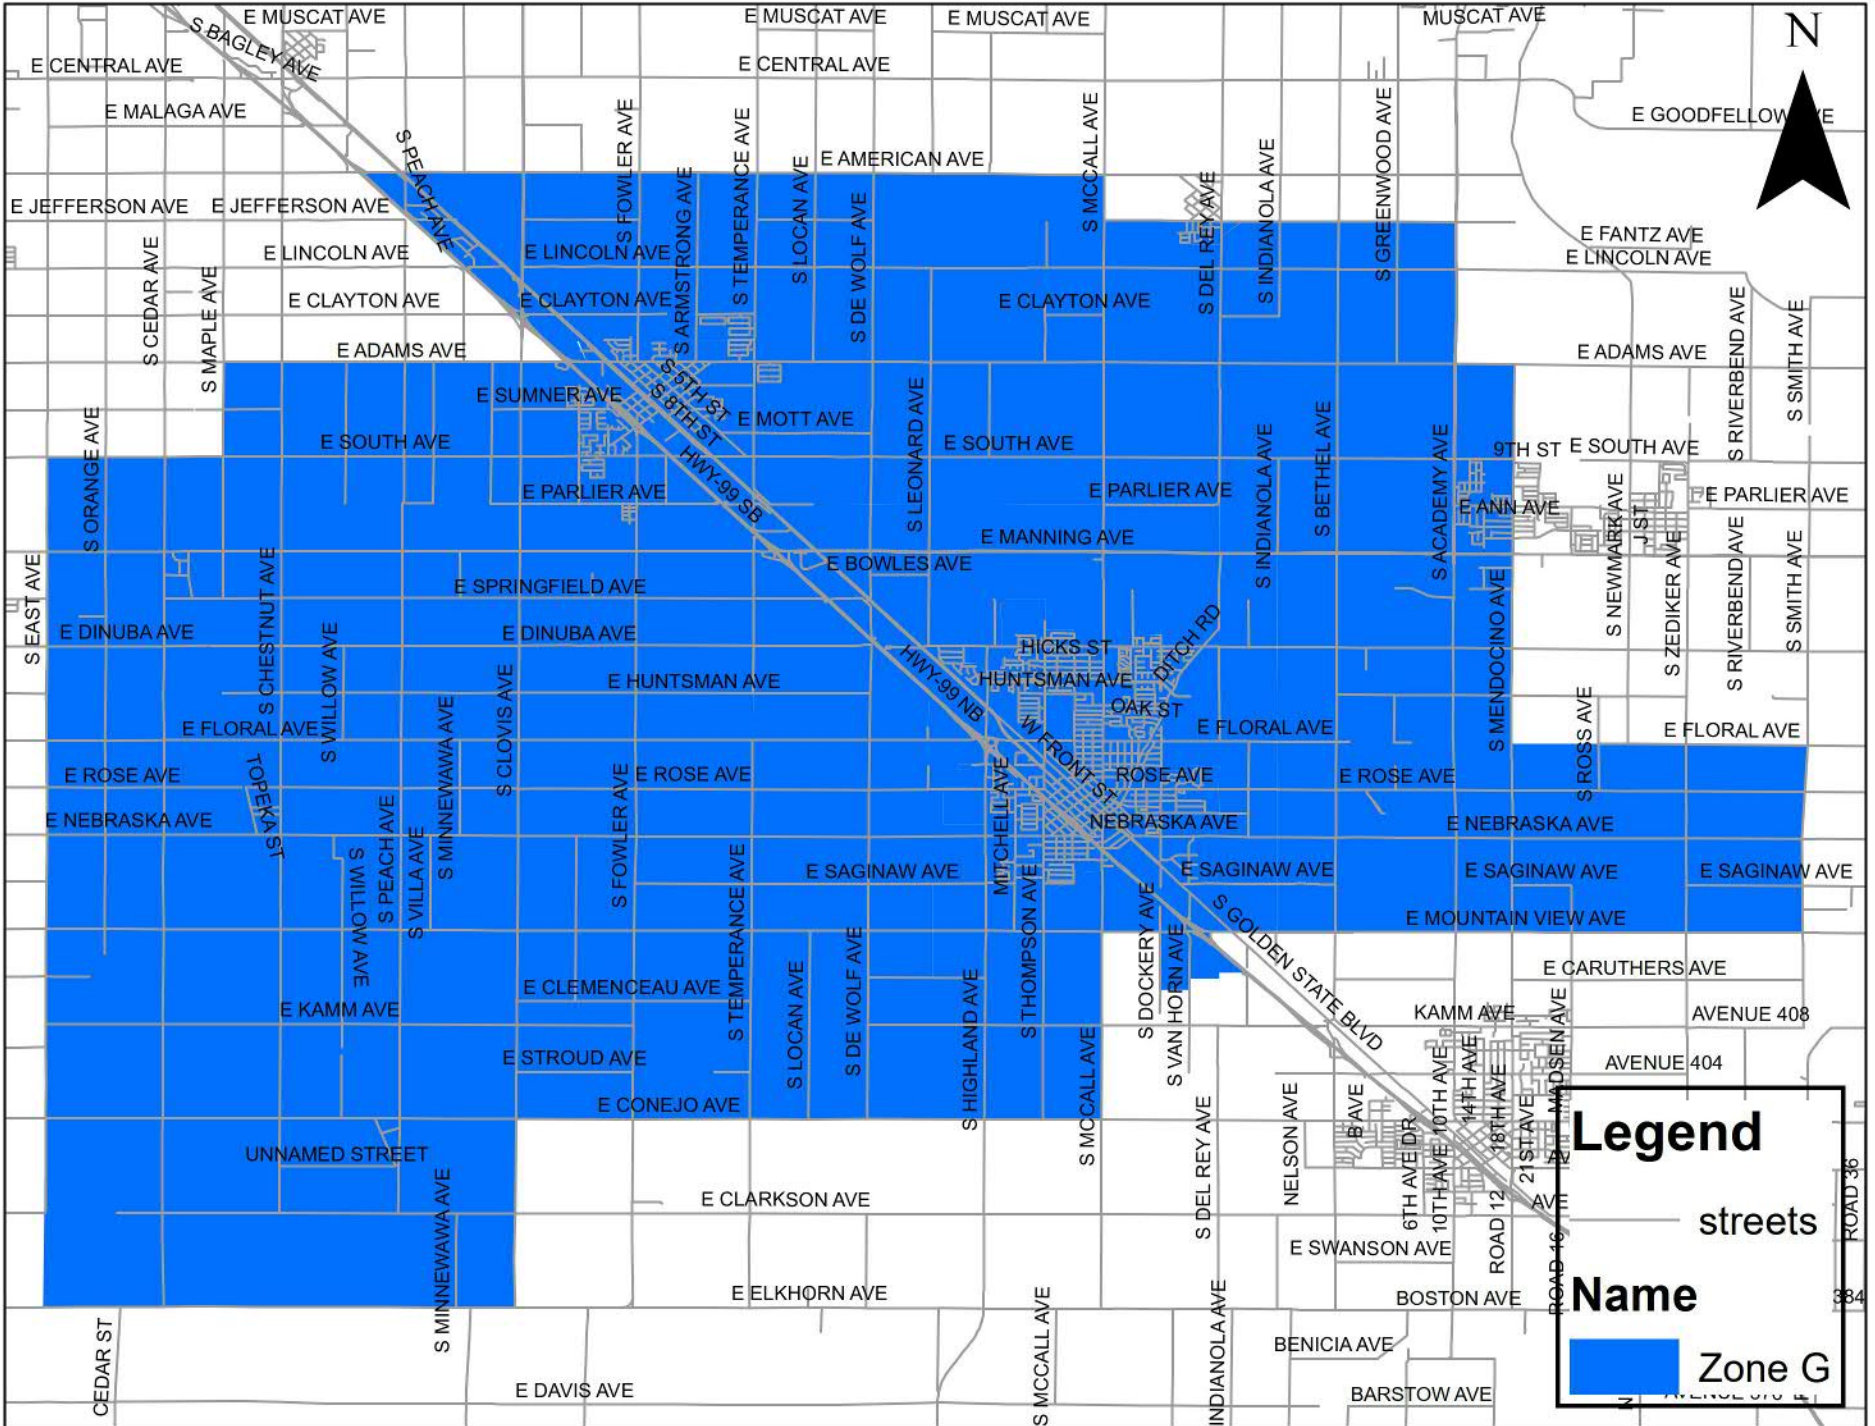 E MUSCAT AVE
E MUSCAT AVE
E MUSCAT AVE
MUSCAT AVE
N
S BAGLEY AVE
E CENTRAL AVE
E CENTRAL AVE
E MALAGA AVE
E GOODFELLOW AVE
S PEACH AVE
S FOWLER AVE
S TEMPERANCE AVE
S MCCALL AVE
S GREENWOOD AVE
E AMERICAN AVE
S ARMSTRONG AVE
S LOCAN AVE
S DE WOLF AVE
S DEL REY AVE
S INDIANOLA AVE
E JEFFERSON AVE
E JEFFERSON AVE
E FANTZ AVE
E LINCOLN AVE
E LINCOLN AVE
E LINCOLN AVE
S CEDAR AVE
S MAPLE AVE
E CLAYTON AVE
E CLAYTON AVE
E CLAYTON AVE
S RIVERBEND AVE
S SMITH AVE
E ADAMS AVE
E ADAMS AVE
S 5TH ST
S 8TH ST
E SUMNER AVE
E MOTT AVE
S LEONARD AVE
S ORANGE AVE
E SOUTH AVE
E SOUTH AVE
S INDIANOLA AVE
S BETHEL AVE
S ACADEMY AVE
9TH ST
E SOUTH AVE
HWY-99 SB
E PARLIER AVE
E PARLIER AVE
E PARLIER AVE
E ANN AVE
S NEWMARK AVE
J ST
E MANNING AVE
S EAST AVE
S CHESTNUT AVE
E BOWLES AVE
E SPRINGFIELD AVE
S MENDOCINO AVE
S ZEDIKER AVE
S RIVERBEND AVE
S SMITH AVE
E DINUBA AVE
E DINUBA AVE
S WILLOW AVE
HICKS ST
DITCH RD
HWY-99 NB
E HUNTSMAN AVE
HUNTSMAN AVE
S CLOVIS AVE
S MINNEWAWA AVE
OAK ST
S ROSS AVE
E FLORAL AVE
W FRONT ST
E FLORAL AVE
E FLORAL AVE
TOPEKA ST
E ROSE AVE
S FOWLER AVE
E ROSE AVE
MITCHELL AVE
ROSE AVE
E ROSE AVE
E NEBRASKA AVE
S PEACH AVE
S VILLA AVE
NEBRASKA AVE
E NEBRASKA AVE
S WILLOW AVE
S TEMPERANCE AVE
E SAGINAW AVE
S THOMPSON AVE
E SAGINAW AVE
E SAGINAW AVE
E SAGINAW AVE
S DOCKERY AVE
S GOLDEN STATE BLVD
E MOUNTAIN VIEW AVE
S VAN HORN AVE
S DE WOLF AVE
S LOCAN AVE
S HIGHLAND AVE
E CARUTHERS AVE
E CLEMENCEAU AVE
E KAMM AVE
KAMM AVE
MADSEN AVE
AVENUE 408
S MCCALL AVE
E STROUD AVE
AVENUE 404
E CONEJO AVE
S DEL REY AVE
NELSON AVE
B AVE
6TH AVE DR
10TH AVE
10TH AVE
14TH AVE
18TH AVE
21ST AVE
Legend
UNNAMED STREET
S MINNEWAWA AVE
E CLARKSON AVE
ROAD 12
ROAD 16
ROAD 36
streets
E SWANSON AVE
E ELKHORN AVE
BOSTON AVE
Name
384
CEDAR ST
S MCCALL AVE
INDIANOLA AVE
BENICIA AVE
Zone G
E DAVIS AVE
BARSTOW AVE